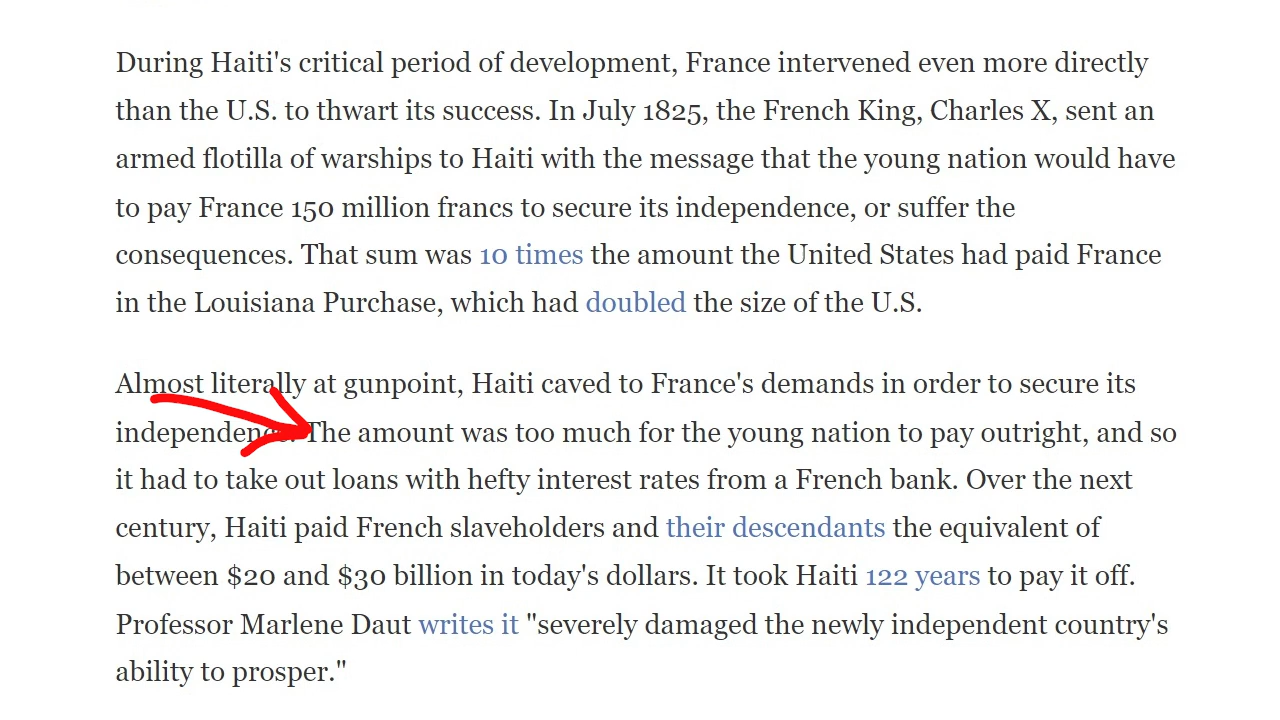 During Haiti's critical period of development, France intervened even more directly
than the U.S. to thwart its success. In July 1825, the French King, Charles X, sent an
armed flotilla of warships to Haiti with the message that the young nation would have
to pay France 150 million francs to secure its independence, or suffer the
consequences. That sum was 10 times the amount the United States had paid France
in the Louisiana Purchase, which had doubled the size of the U.S.
Almost literally at gunpoint, Haiti caved to France's demands in order to secure its
independence. The amount was too much for the young nation to pay outright, and so
it had to take out loans with hefty interest rates from a French bank. Over the next
century, Haiti paid French slaveholders and their descendants the equivalent of
between $20 and $30 billion in today's dollars. It took Haiti 122 years to pay it off.
Professor Marlene Daut writes it "severely damaged the newly independent country's
ability to prosper."